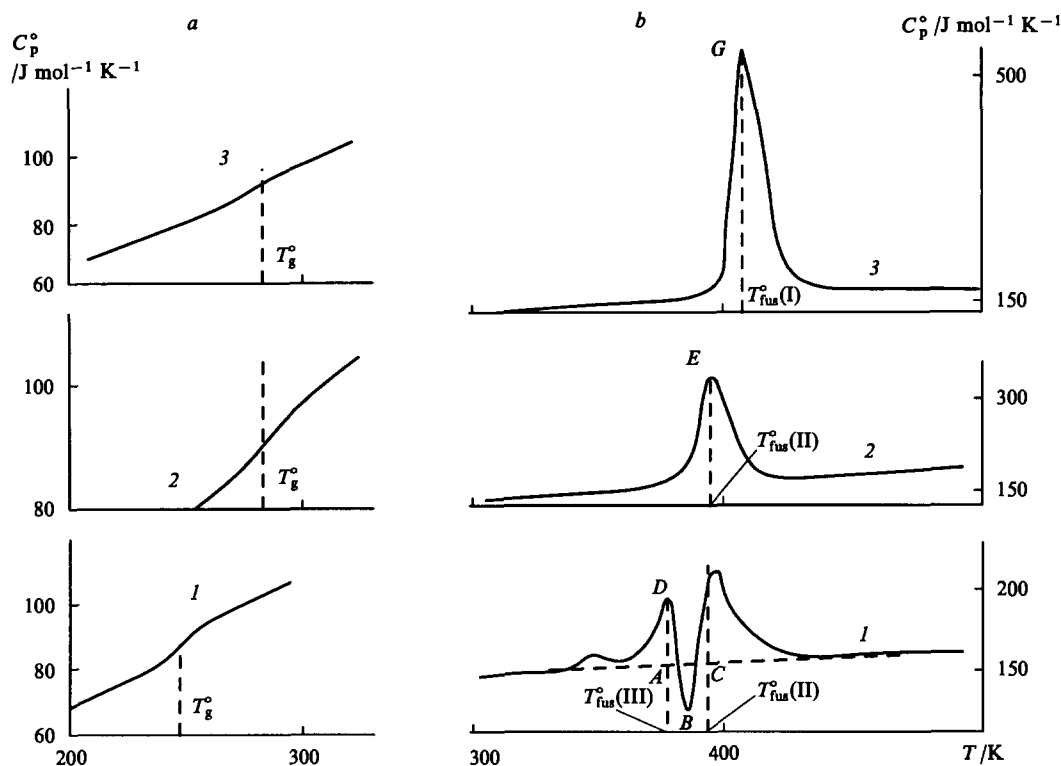 a
C°p
/J mol−1 K−1
100
3
80
T°g
60
100
2
T°g
80
1
100
80
T°g
60
200
300
b
C°p /J mol−1 K−1
G
500
3
T°fus(I)
150
E
300
T°fus(II)
2
150
D
200
1
A
C
150
T°fus(III)
B
T°fus(II)
300
400
T/K